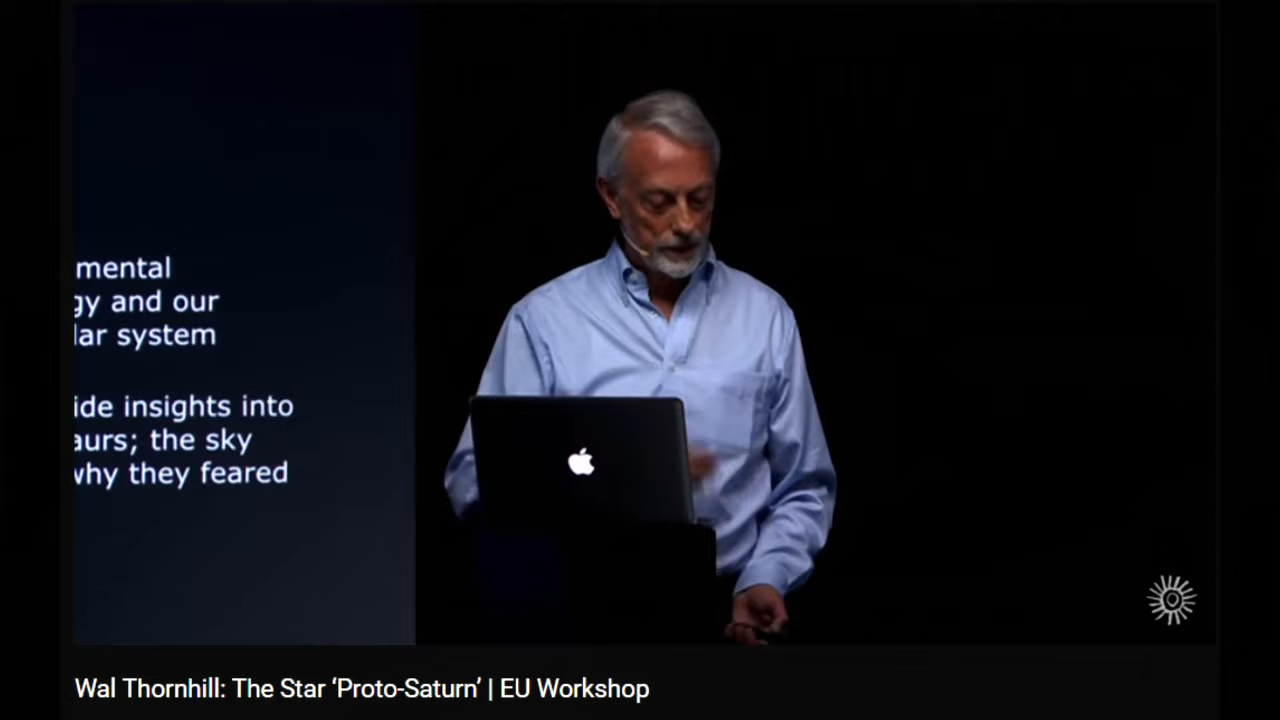 mental
gy and our
lar system
ide insights into
aurs; the sky
why they feared
Wal Thornhill: The Star ‘Proto-Saturn’ | EU Workshop